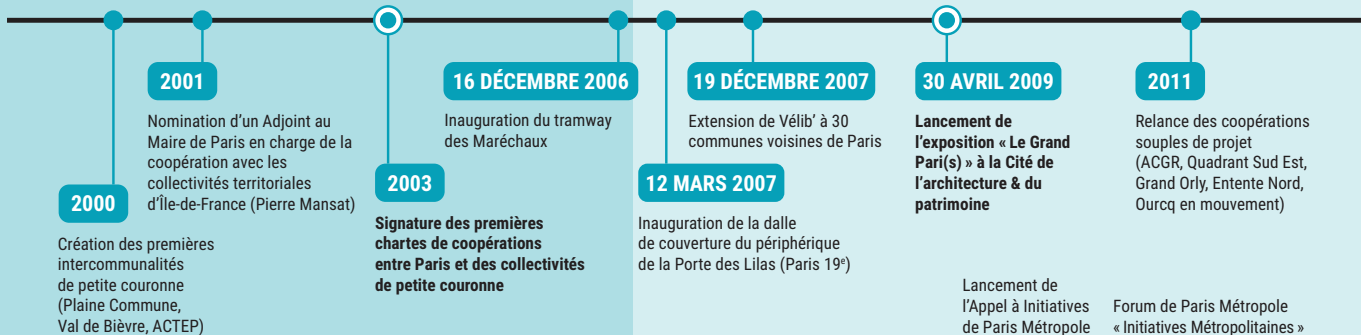 2000
Création des premières
intercommunalités
de petite couronne
(Plaine Commune,
Val de Bièvre, ACTEP)
2001
Nomination d’un Adjoint au
Maire de Paris en charge de la
coopération avec les
collectivités territoriales
d’Île-de-France (Pierre Mansat)
2003
Signature des premières
chartes de coopérations
entre Paris et des collectivités
de petite couronne
16 DÉCEMBRE 2006
Inauguration du tramway
des Maréchaux
12 MARS 2007
Inauguration de la dalle
de couverture du périphérique
de la Porte des Lilas (Paris 19e)
19 DÉCEMBRE 2007
Extension de Vélib’ à 30
communes voisines de Paris
30 AVRIL 2009
Lancement de
l’exposition « Le Grand
Pari(s) » à la Cité de
l’architecture & du
patrimoine
2011
Relance des coopérations
souples de projet
(ACGR, Quadrant Sud Est,
Grand Orly, Entente Nord,
Ourcq en mouvement)
Lancement de
l’Appel à Initiatives
de Paris Métropole
Forum de Paris Métropole
« Initiatives Métropolitaines »